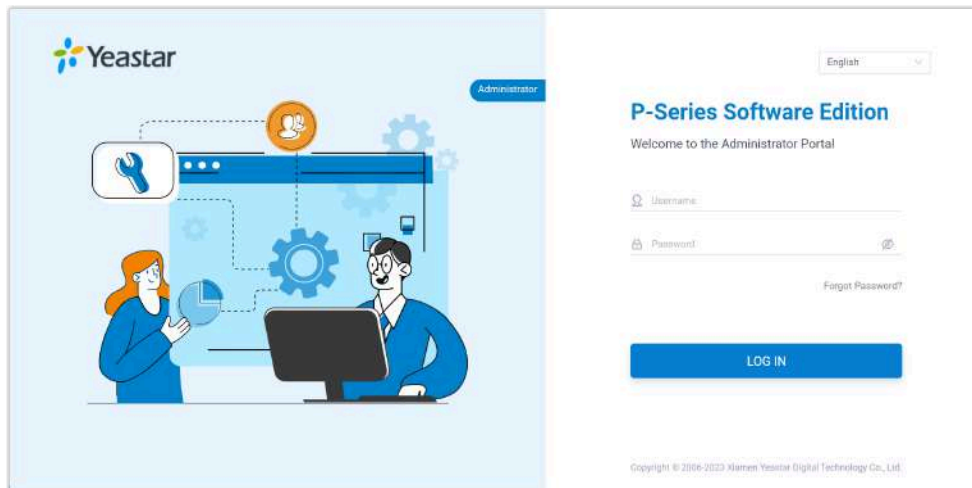 Yeastar
Administrator
English
P-Series Software Edition
Welcome to the Administrator Portal
Username
Password
Forgot Password?
LOG IN
Copyright © 2006-2023 Xiamen Yeastar Digital Technology Co., Ltd.